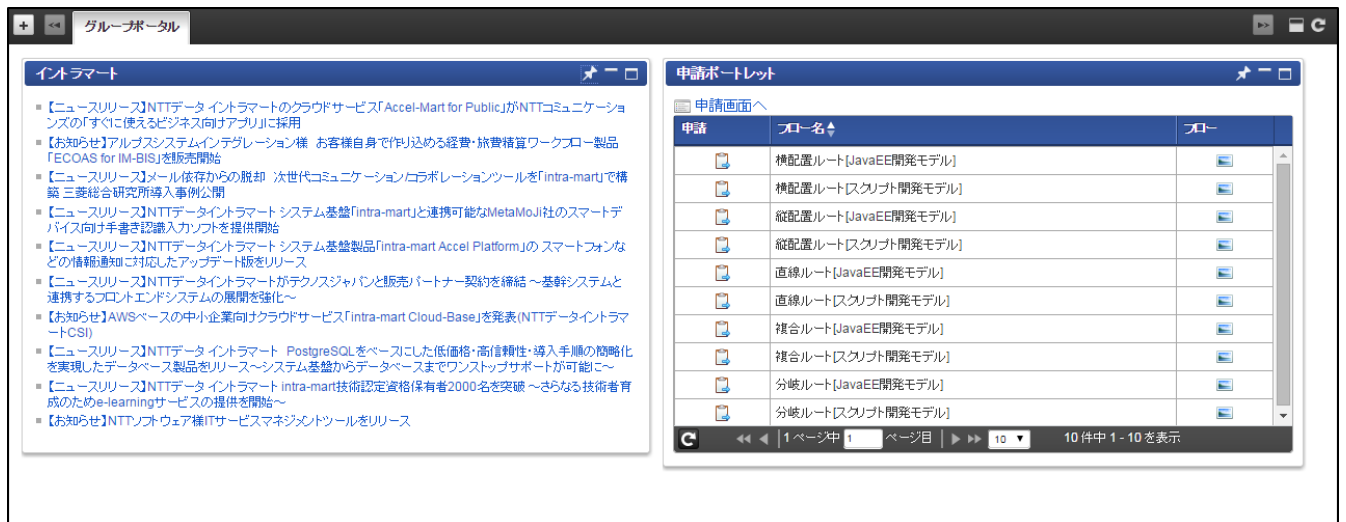 グループポータル
イントラマート
【ニュースリリース】NTTデータ イントラマートのクラウドサービス「Accel-Mart for Public」がNTTコミュニケーショ
ンズの「すぐに使えるビジネス向けアプリ」に採用
【お知らせ】アルプスシステムインテグレーション様 お客様自身で作り込める経費・旅費精算ワークフロー製品
「ECOAS for IM-BIS」を販売開始
【ニュースリリース】メール依存からの脱却 次世代コミュニケーション/コラボレーションツールを「intra-mart」で構
築 三菱総合研究所導入事例公開
【ニュースリリース】NTTデータイントラマート システム基盤「intra-mart」と連携可能なMetaMoJi社のスマートデ
バイス向け手書き認識入力ソフトを提供開始
【ニュースリリース】NTTデータイントラマート システム基盤製品「intra-mart Accel Platform」の スマートフォンな
どの情報通知に対応したアップデート版をリリース
【ニュースリリース】NTTデータイントラマートがテクノスジャパンと販売パートナー契約を締結 ～基幹システムと
連携するフロントエンドシステムの展開を強化～
【お知らせ】AWSベースの中小企業向けクラウドサービス「intra-mart Cloud-Base」を発表(NTTデータイントラマ
ートCSI)
【ニュースリリース】NTTデータ イントラマート PostgreSQLをベースにした低価格・高信頼性・導入手順の簡略化
を実現したデータベース製品をリリース～システム基盤からデータベースまでワンストップサポートが可能に～
【ニュースリリース】NTTデータ イントラマート intra-mart技術認定資格保有者2000名を突破 ～さらなる技術者育
成のためe-learningサービスの提供を開始～
【お知らせ】NTTソフトウェア様ITサービスマネジメントツールをリリース
申請ポートレット
申請画面へ
申請 フロー名 フロー
横配置ルート[JavaEE開発モデル]
横配置ルート[スクリプト開発モデル]
縦配置ルート[JavaEE開発モデル]
縦配置ルート[スクリプト開発モデル]
直線ルート[JavaEE開発モデル]
直線ルート[スクリプト開発モデル]
複合ルート[JavaEE開発モデル]
複合ルート[スクリプト開発モデル]
分岐ルート[JavaEE開発モデル]
分岐ルート[スクリプト開発モデル]
1 ページ中 1 ページ目 10 10 件中 1 - 10 を表示